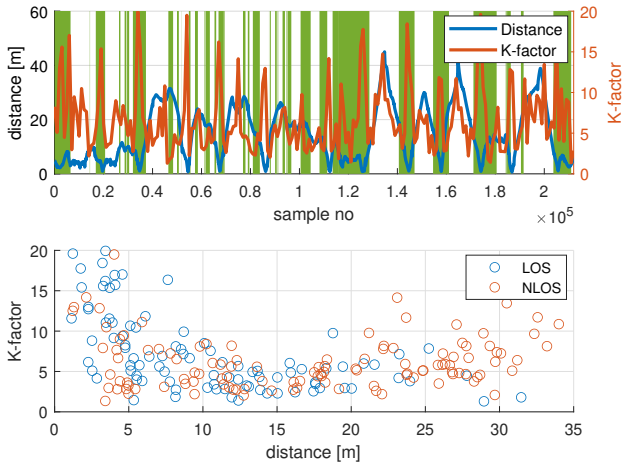 60
40
20
0
distance [m]
Distance
K-factor
20
15
10
5
0
K-factor
0 0.2 0.4 0.6 0.8 1 1.2 1.4 1.6 1.8 2
sample no
× 10^5
20
15
10
5
0
K-factor
LOS
NLOS
0 5 10 15 20 25 30 35
distance [m]